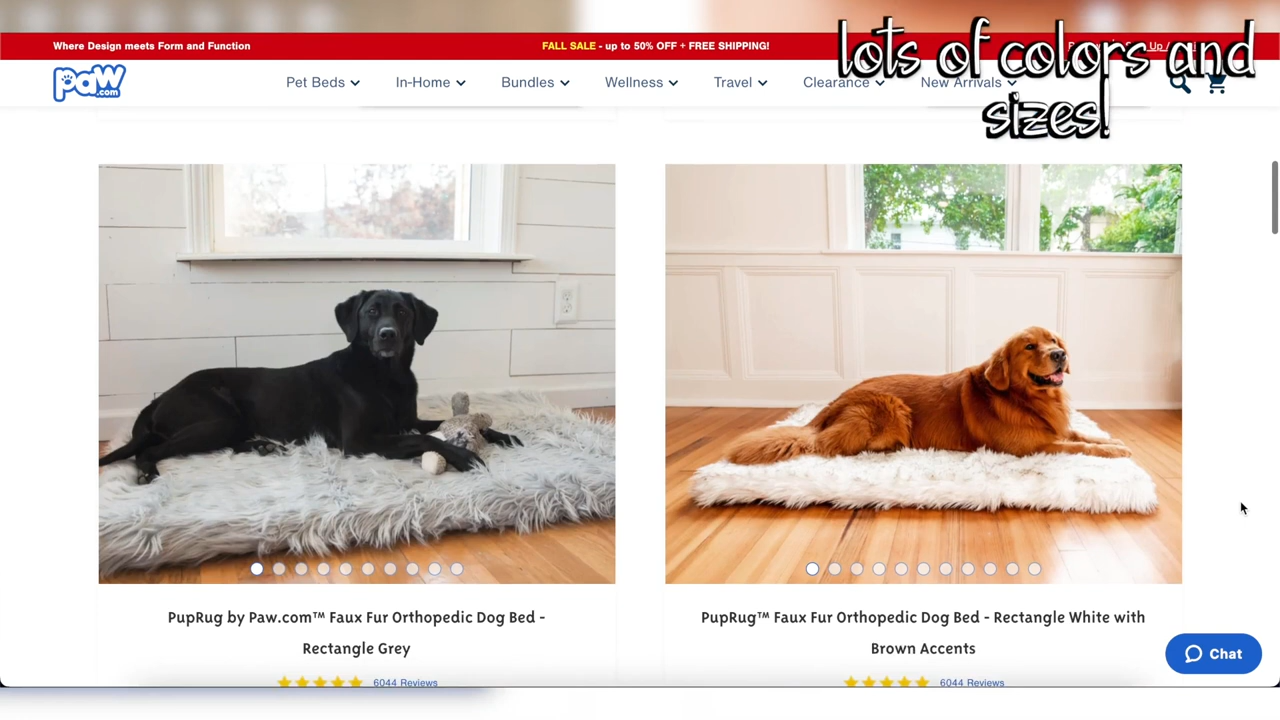 Where Design meets Form and Function
FALL SALE - up to 50% OFF + FREE SHIPPING!
Up
lots of colors and
sizes!
paw
.com
Pet Beds
In-Home
Bundles
Wellness
Travel
Clearance
New Arrivals
PupRug by Paw.com™ Faux Fur Orthopedic Dog Bed -
Rectangle Grey
6044 Reviews
PupRug™ Faux Fur Orthopedic Dog Bed - Rectangle White with
Brown Accents
6044 Reviews
Chat